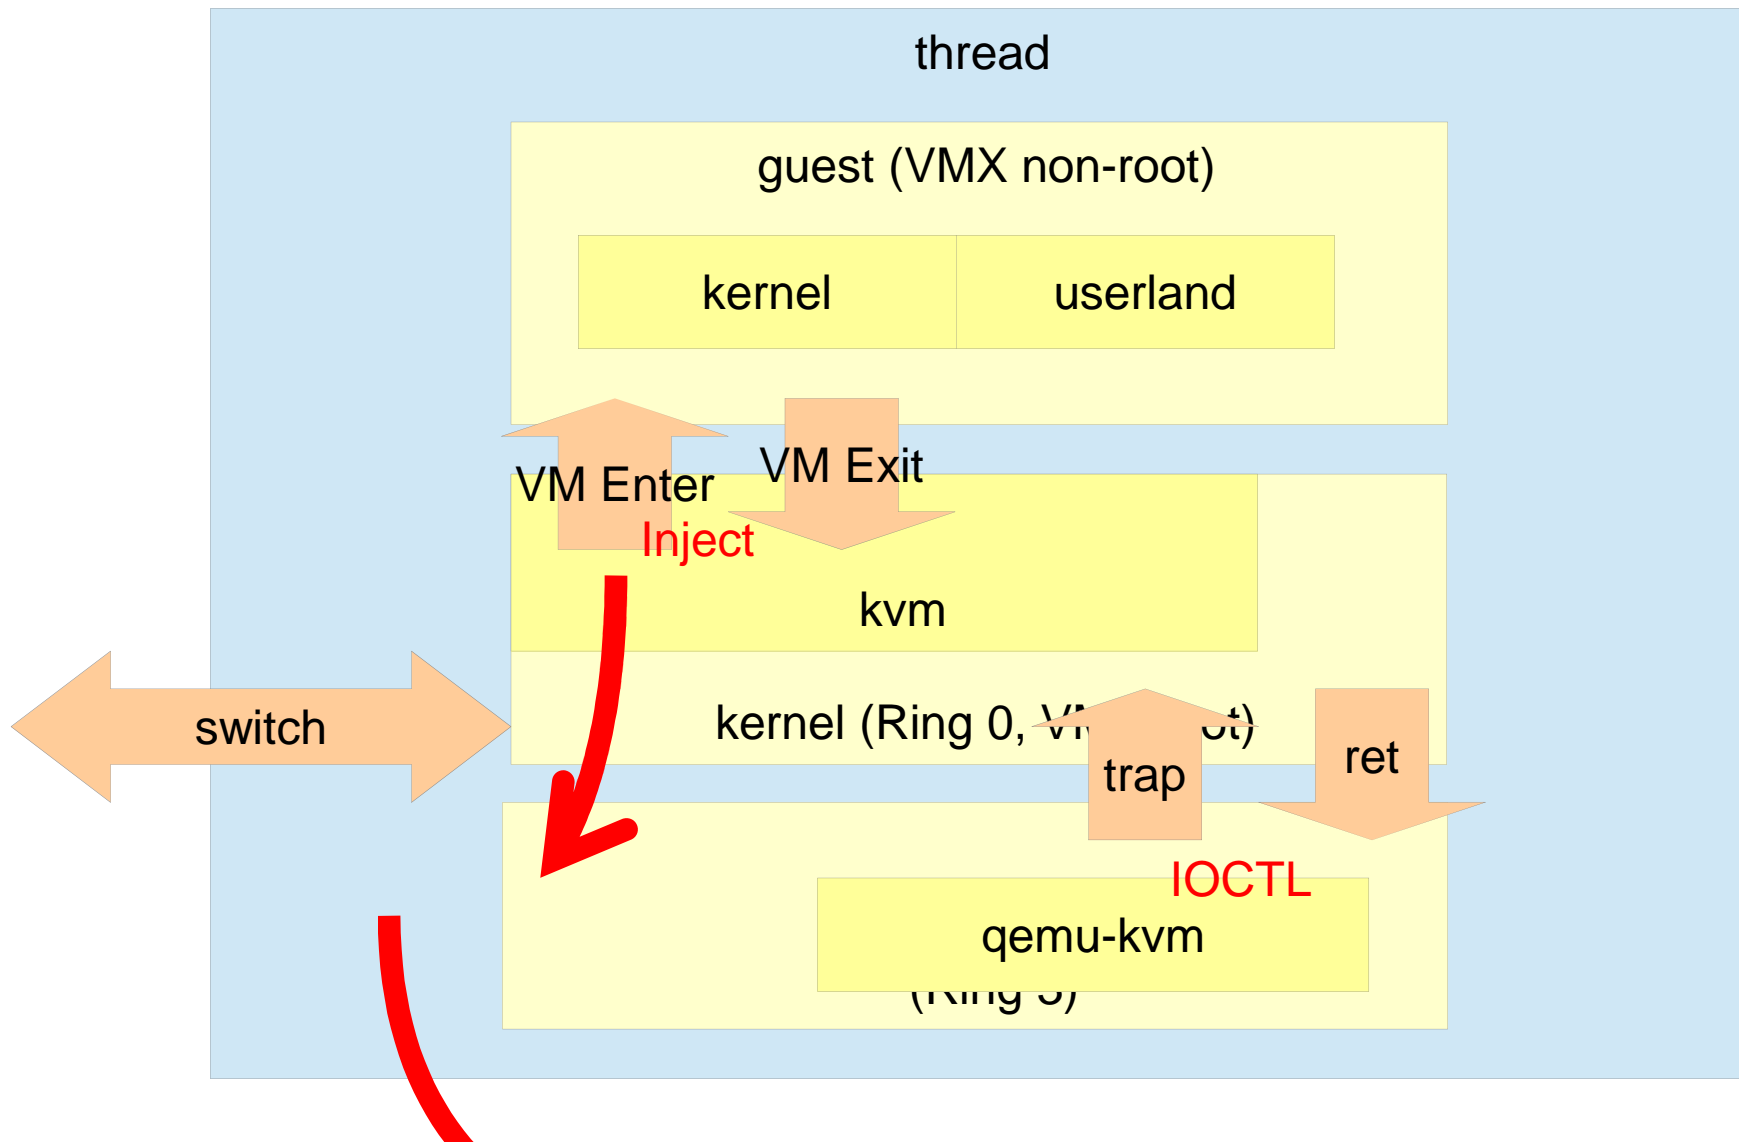 thread
guest (VMX non-root)
kernel
userland
VM Enter
VM Exit
Inject
kvm
switch
kernel (Ring 0,
trap
ret
IOCTL
qemu-kvm
(Ring